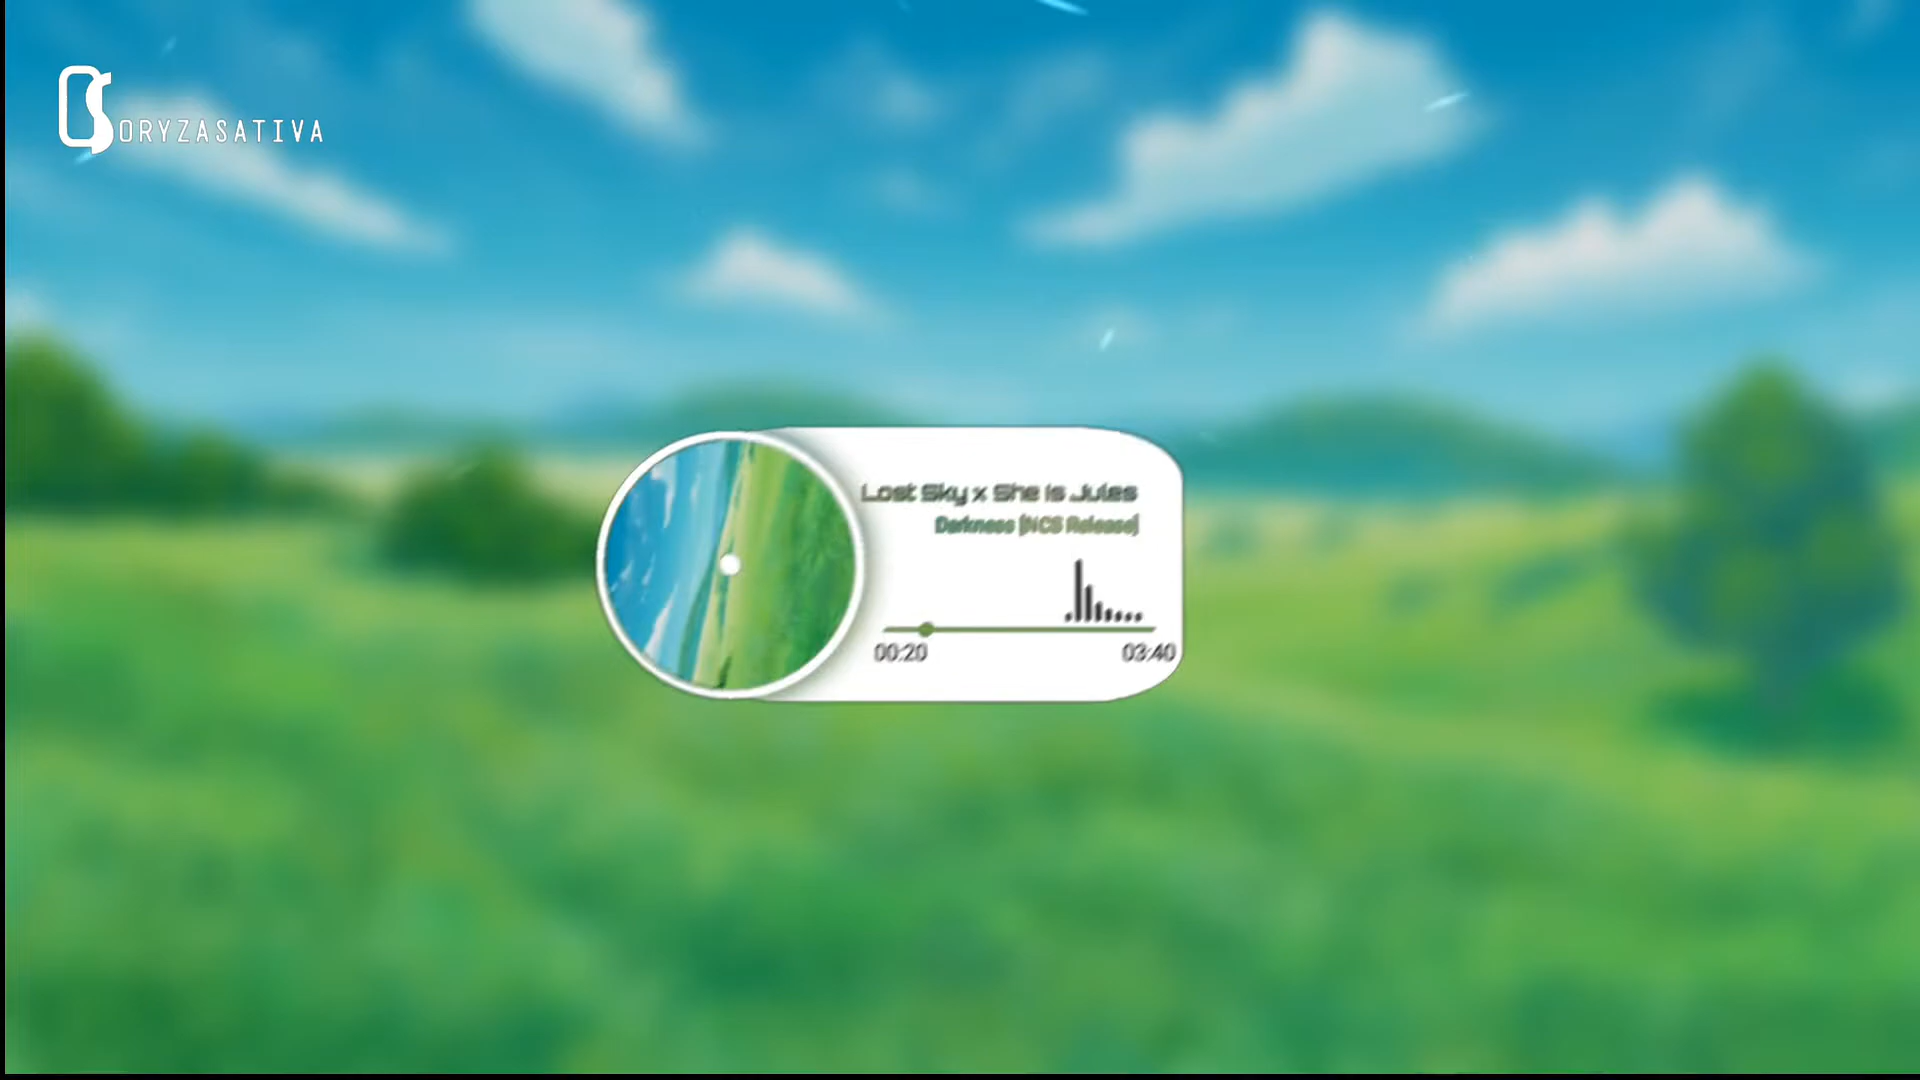 ORYZASATIVA
Lost Sky x She Is Jules
Darkness [NCS Release]
00:20
03:40